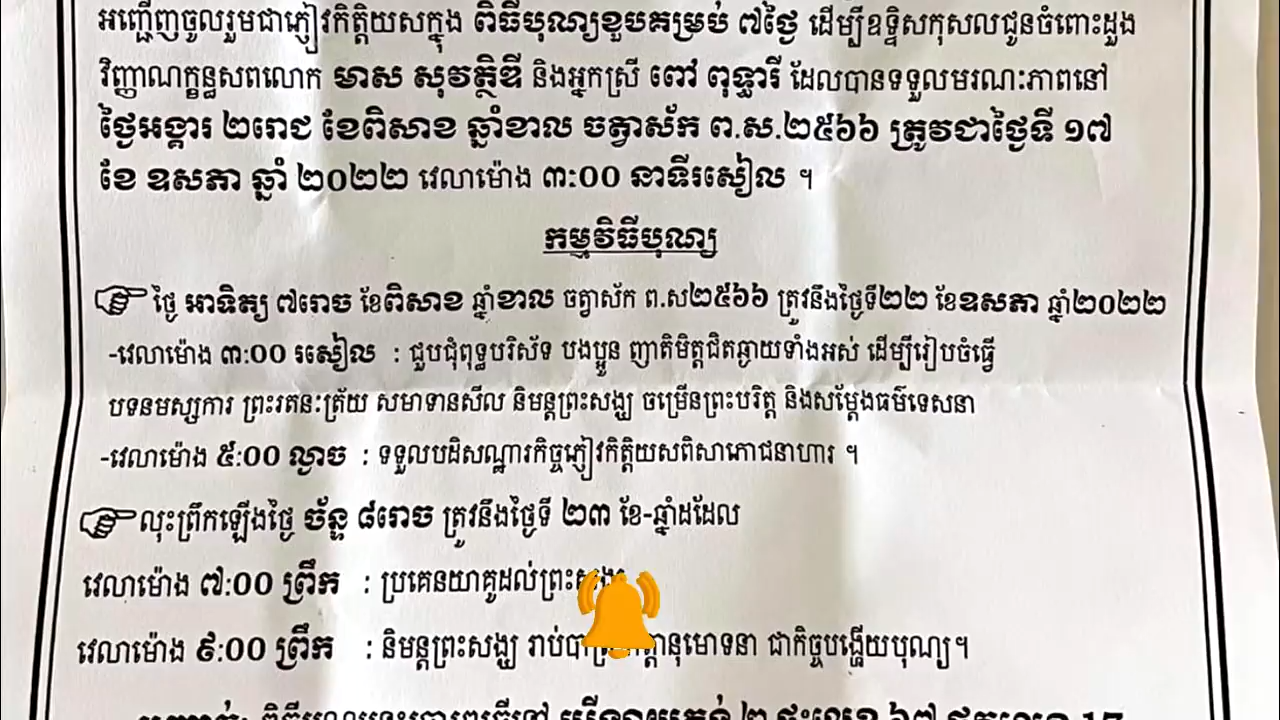 អញ្ជើញចូលរួមជាភ្ញៀវកិត្តិយសក្នុង ពិធីបុណ្យខួបគម្រប់ ៧ថ្ងៃ ដើម្បីឧទ្ទិសកុសលជូនចំពោះដួង
វិញ្ញាណក្ខន្ធសពលោក មាស សុវត្ថិឌី និងអ្នកស្រី ពៅ ពុទ្ធារី ដែលបានទទួលមរណៈភាពនៅ
ថ្ងៃអង្គារ ២រោជ ខែពិសាខ ឆ្នាំខាល ចត្វាស័ក ព.ស.២៥៦៦ ត្រូវជាថ្ងៃទី ១៧
ខែ ឧសភា ឆ្នាំ ២០២២ វេលាម៉ោង ៣:០០ នាទីរសៀល ។
កម្មវិធីបុណ្យ
ថ្ងៃ អាទិត្យ ៧រោច ខែពិសាខ ឆ្នាំខាល ចត្វាស័ក ព.ស២៥៦៦ ត្រូវនឹងថ្ងៃទី២២ ខែឧសភា ឆ្នាំ២០២២
-វេលាម៉ោង ៣:០០ រសៀល : ជួបជុំពុទ្ធបរិស័ទ បងប្អូន ញាតិមិត្តជិតឆ្ងាយទាំងអស់ ដើម្បីរៀបចំធ្វើ
បទនមស្សការ ព្រះរតនៈត្រ័យ សមាទានសីល និមន្តព្រះសង្ឃ ចម្រើនព្រះបរិត្ត និងសម្តែងធម៌ទេសនា
-វេលាម៉ោង ៥:០០ ល្ងាច : ទទួលបដិសណ្ឋារកិច្ចភ្ញៀវកិត្តិយសពិសាភោជនាហារ ។
លុះព្រឹកឡើងថ្ងៃ ច័ន្ទ ៨រោច ត្រូវនឹងថ្ងៃទី ២៣ ខែ-ឆ្នាំដដែល
វេលាម៉ោង ៧:០០ ព្រឹក : ប្រគេនយាគូដល់ព្រះសង្ឃ
វេលាម៉ោង ៩:០០ ព្រឹក : និមន្តព្រះសង្ឃ រាប់បាត្រ ភត្តានុមោទនា ជាកិច្ចបង្ហើយបុណ្យ។